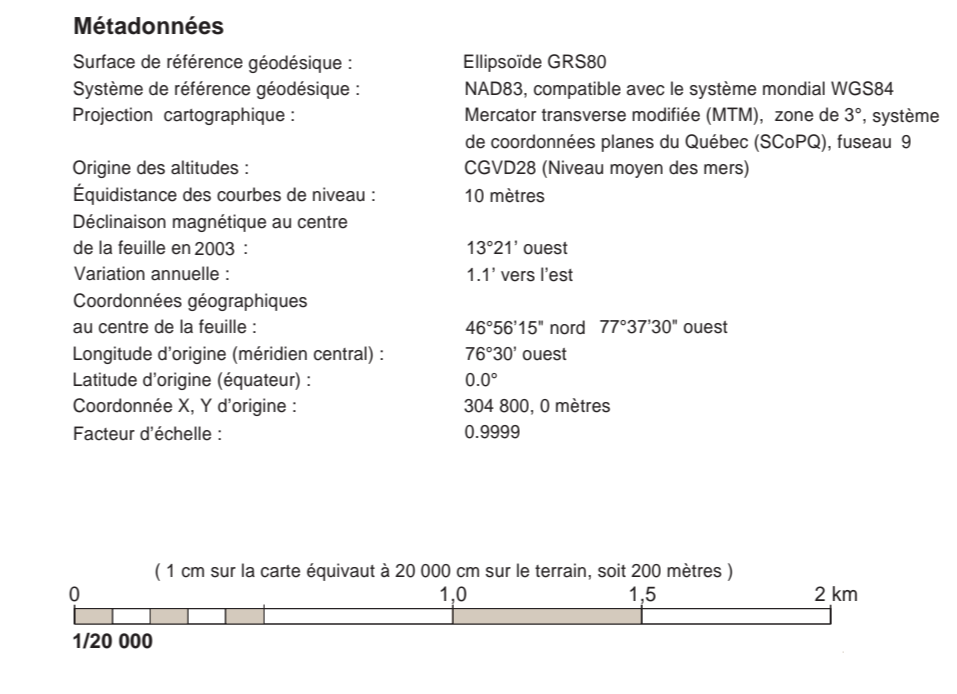 Métadonnées
Surface de référence géodésique : Ellipsoïde GRS80
Système de référence géodésique : NAD83, compatible avec le système mondial WGS84
Projection cartographique : Mercator transverse modifiée (MTM), zone de 3°, système
de coordonnées planes du Québec (SCoPQ), fuseau 9
Origine des altitudes : CGVD28 (Niveau moyen des mers)
Équidistance des courbes de niveau : 10 mètres
Déclinaison magnétique au centre
de la feuille en 2003 : 13°21’ ouest
Variation annuelle : 1.1’ vers l’est
Coordonnées géographiques
au centre de la feuille : 46°56’15" nord 77°37’30" ouest
Longitude d’origine (méridien central) : 76°30’ ouest
Latitude d’origine (équateur) : 0.0°
Coordonnée X, Y d’origine : 304 800, 0 mètres
Facteur d’échelle : 0.9999
( 1 cm sur la carte équivaut à 20 000 cm sur le terrain, soit 200 mètres )
0 1,0 1,5 2 km
1/20 000